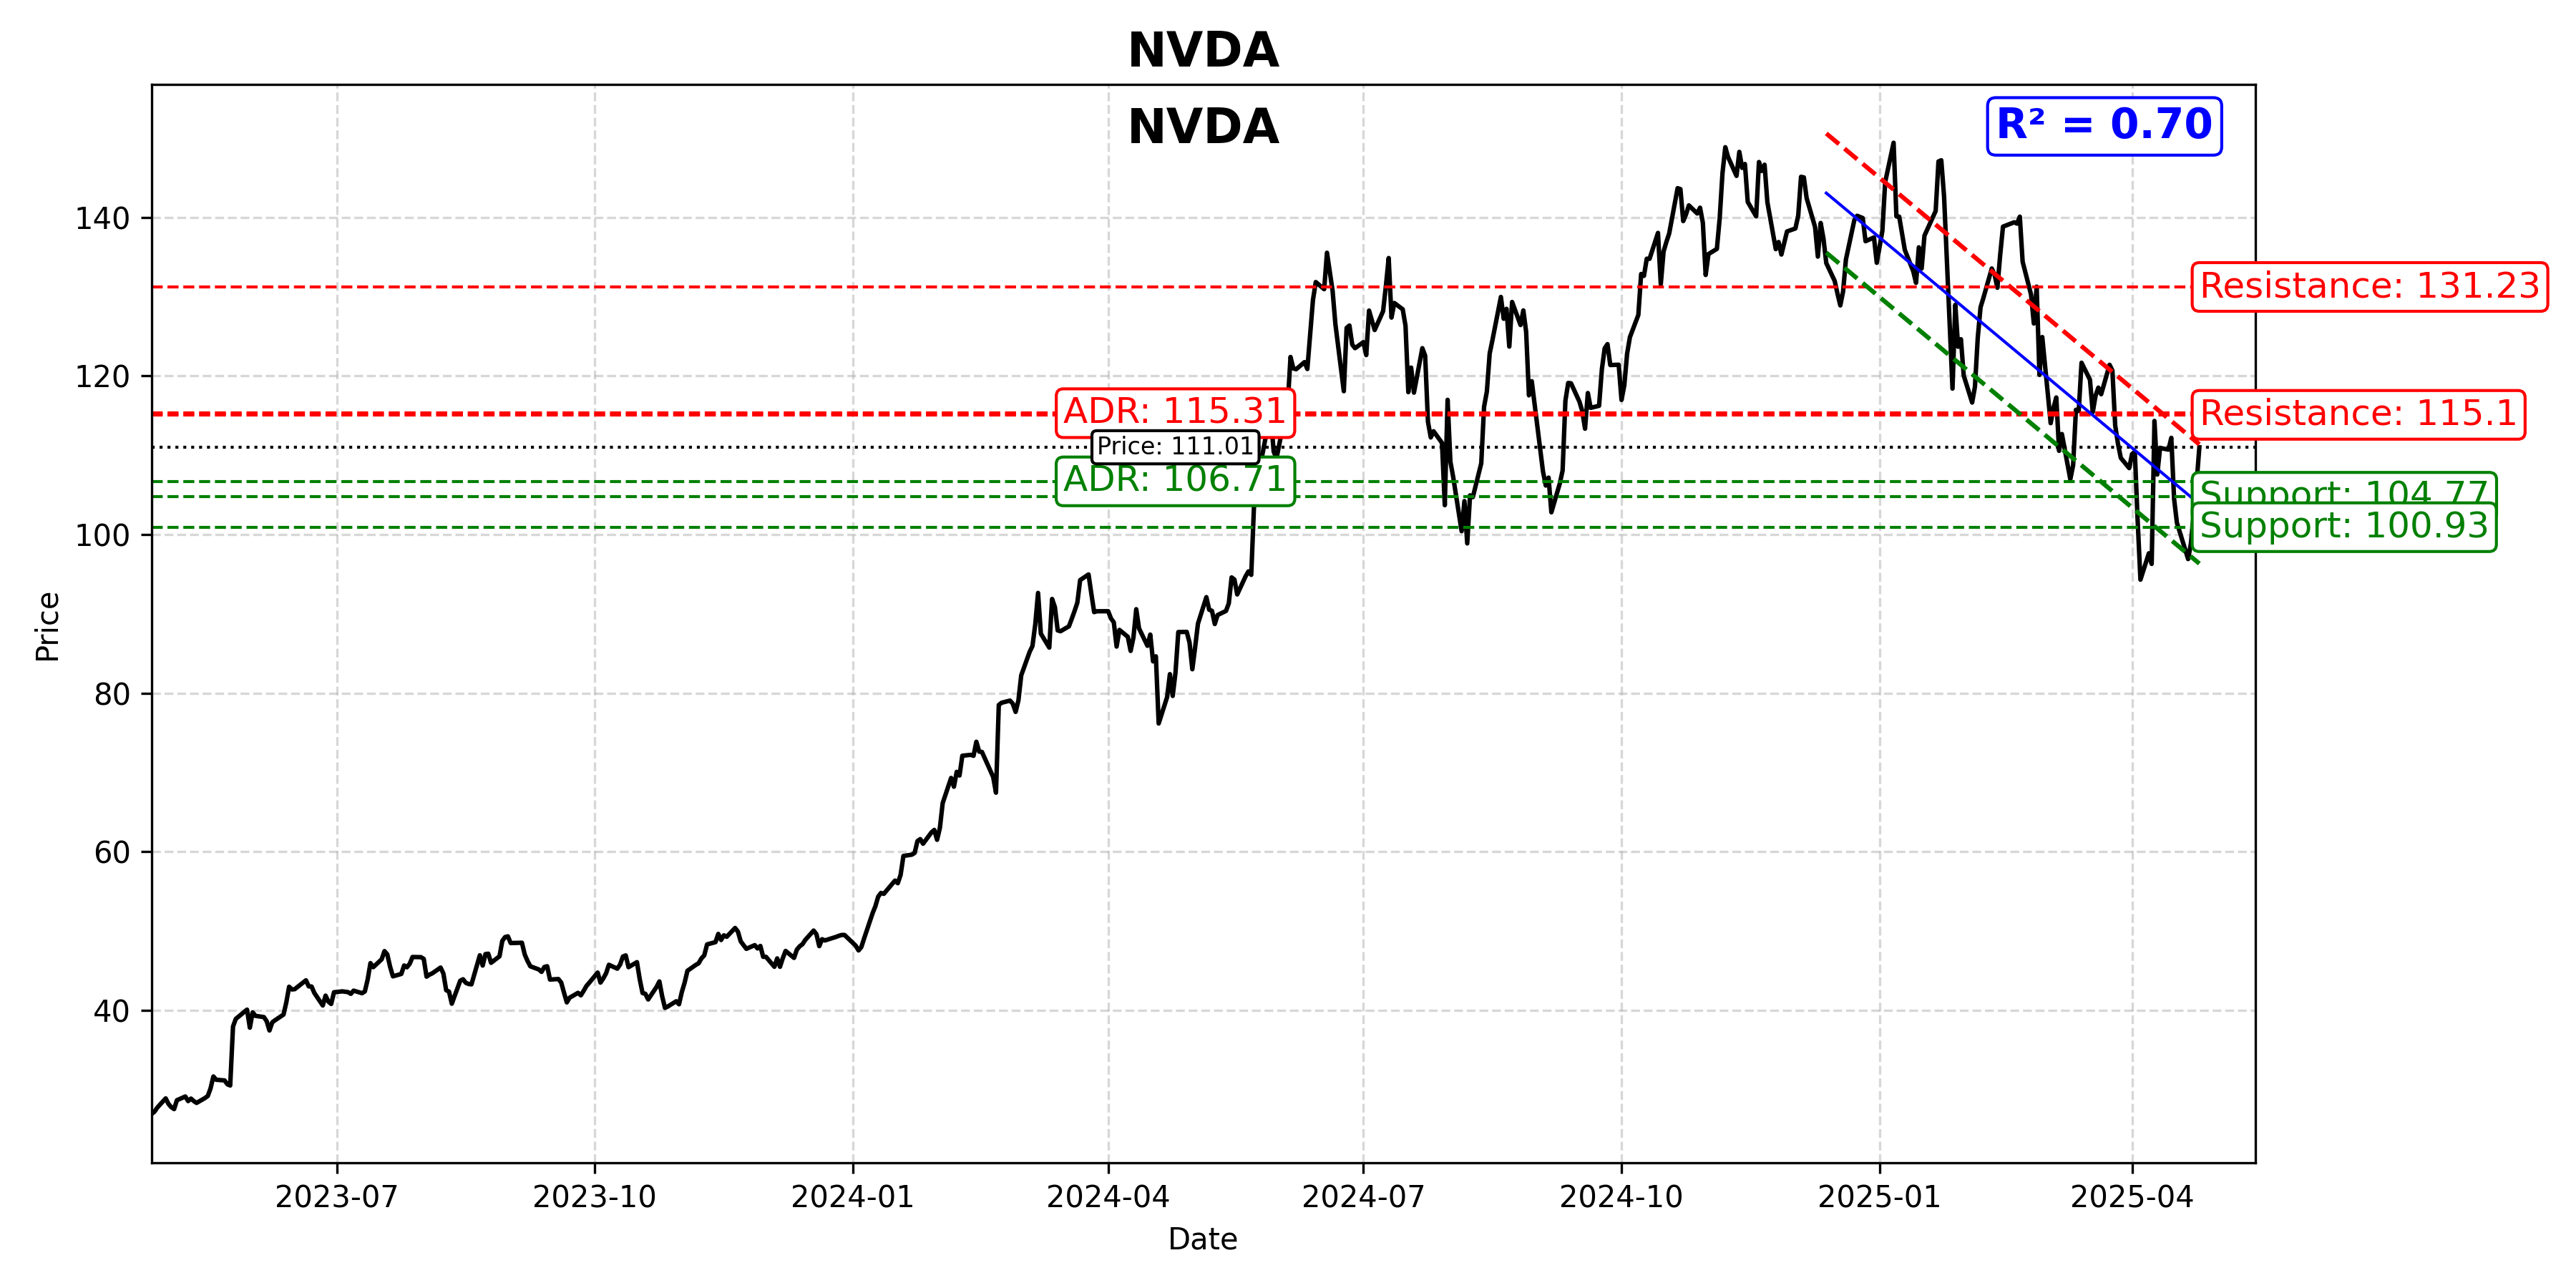 NVDA
NVDA
R² = 0.70
140
Resistance: 131.23
120
ADR: 115.31
Resistance: 115.1
Price: 111.01
ADR: 106.71
Support: 104.77
Support: 100.93
100
80
60
40
Price
2023-07 2023-10 2024-01 2024-04 2024-07 2024-10 2025-01 2025-04
Date